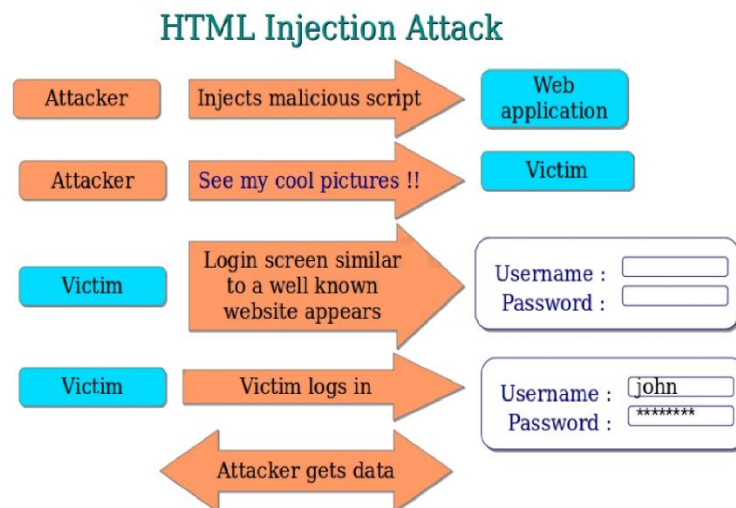 HTML Injection Attack
Attacker
Injects malicious script
Web
application
Attacker
See my cool pictures !!
Victim
Victim
Login screen similar
to a well known
website appears
Username :
Password :
Victim
Victim logs in
Username : john
Password : ********
Attacker gets data